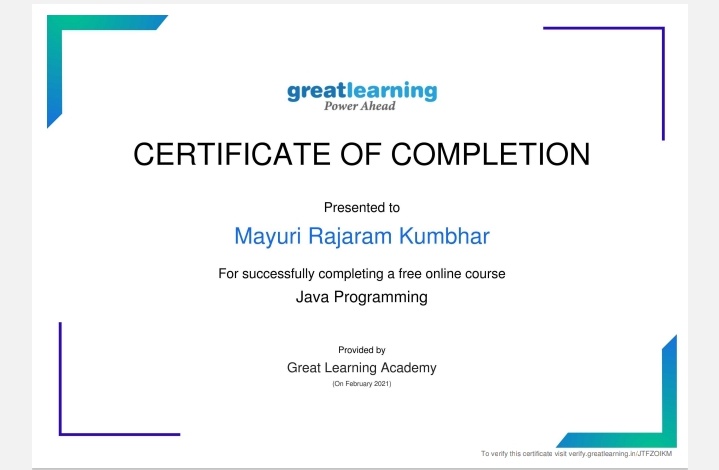 greatlearning
Power Ahead
CERTIFICATE OF COMPLETION
Presented to
Mayuri Rajaram Kumbhar
For successfully completing a free online course
Java Programming
Provided by
Great Learning Academy
(On February 2021)
To verify this certificate visit verify.greatlearning.in/JTFZOIKM